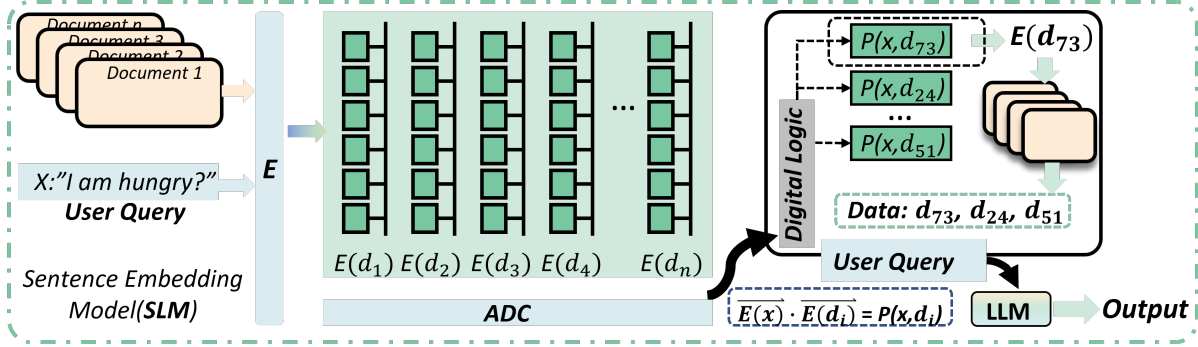 Document n
Document 3
Document 2
Document 1
X:”I am hungry?”
User Query
Sentence Embedding
Model(SLM)
E
E(d₁) E(d₂) E(d₃) E(d₄) ... E(dₙ)
ADC
Digital Logic
P(x,d₇₃)
P(x,d₂₄)
...
P(x,d₅₁)
E(d₇₃)
Data: d₇₃, d₂₄, d₅₁
User Query
E(x) · E(dᵢ) = P(x,dᵢ)
LLM
Output